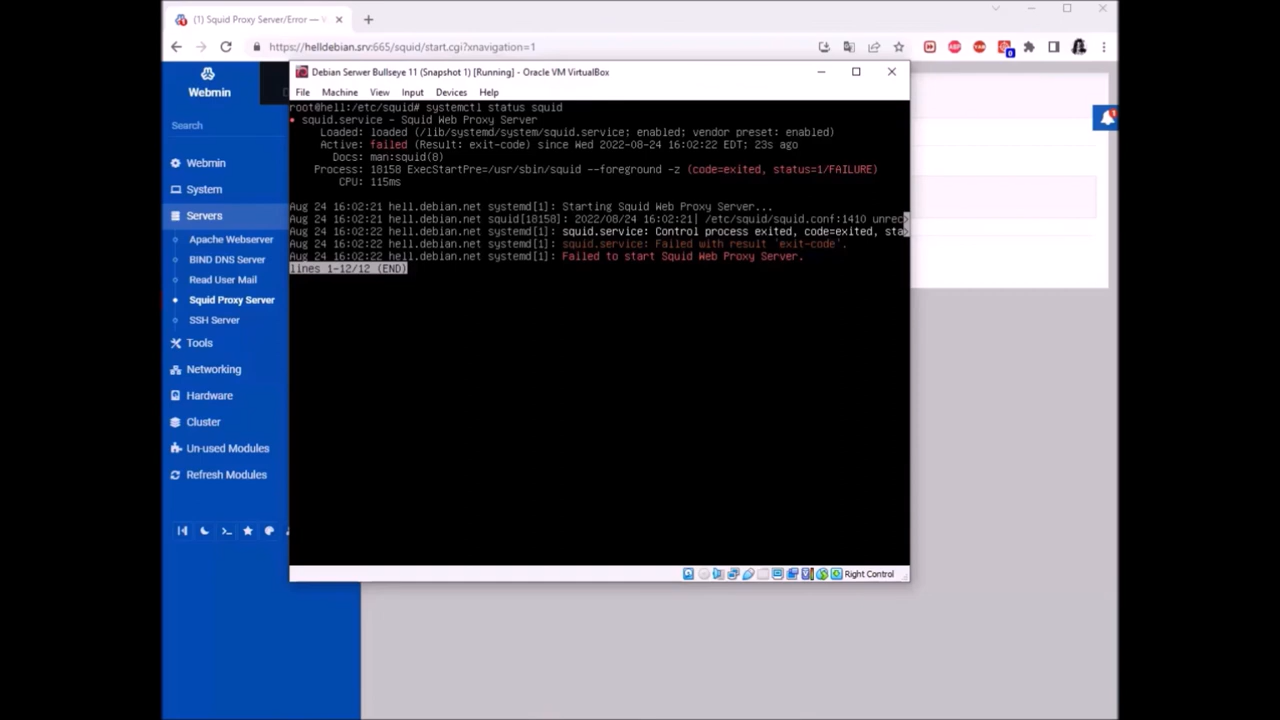 (1) Squid Proxy Server/Error —
https://helldebian.srv:665/squid/start.cgi?xnavigation=1
0
Webmin
Search
Webmin
System
Servers
Apache Webserver
BIND DNS Server
Read User Mail
Squid Proxy Server
SSH Server
Tools
Networking
Hardware
Cluster
Un-used Modules
Refresh Modules
Debian Serwer Bullseye 11 (Snapshot 1) [Running] - Oracle VM VirtualBox
File Machine View Input Devices Help
root@hell:/etc/squid# systemctl status squid
● squid.service - Squid Web Proxy Server
Loaded: loaded (/lib/systemd/system/squid.service; enabled; vendor preset: enabled)
Active: failed (Result: exit-code) since Wed 2022-08-24 16:02:22 EDT; 23s ago
Docs: man:squid(8)
Process: 18158 ExecStartPre=/usr/sbin/squid --foreground -z (code=exited, status=1/FAILURE)
CPU: 115ms
Aug 24 16:02:21 hell.debian.net systemd[1]: Starting Squid Web Proxy Server...
Aug 24 16:02:21 hell.debian.net squid[18158]: 2022/08/24 16:02:21| /etc/squid/squid.conf:1410 unrec>
Aug 24 16:02:22 hell.debian.net systemd[1]: squid.service: Control process exited, code=exited, sta>
Aug 24 16:02:22 hell.debian.net systemd[1]: squid.service: Failed with result 'exit-code'.
Aug 24 16:02:22 hell.debian.net systemd[1]: Failed to start Squid Web Proxy Server.
lines 1-12/12 (END)
Right Control